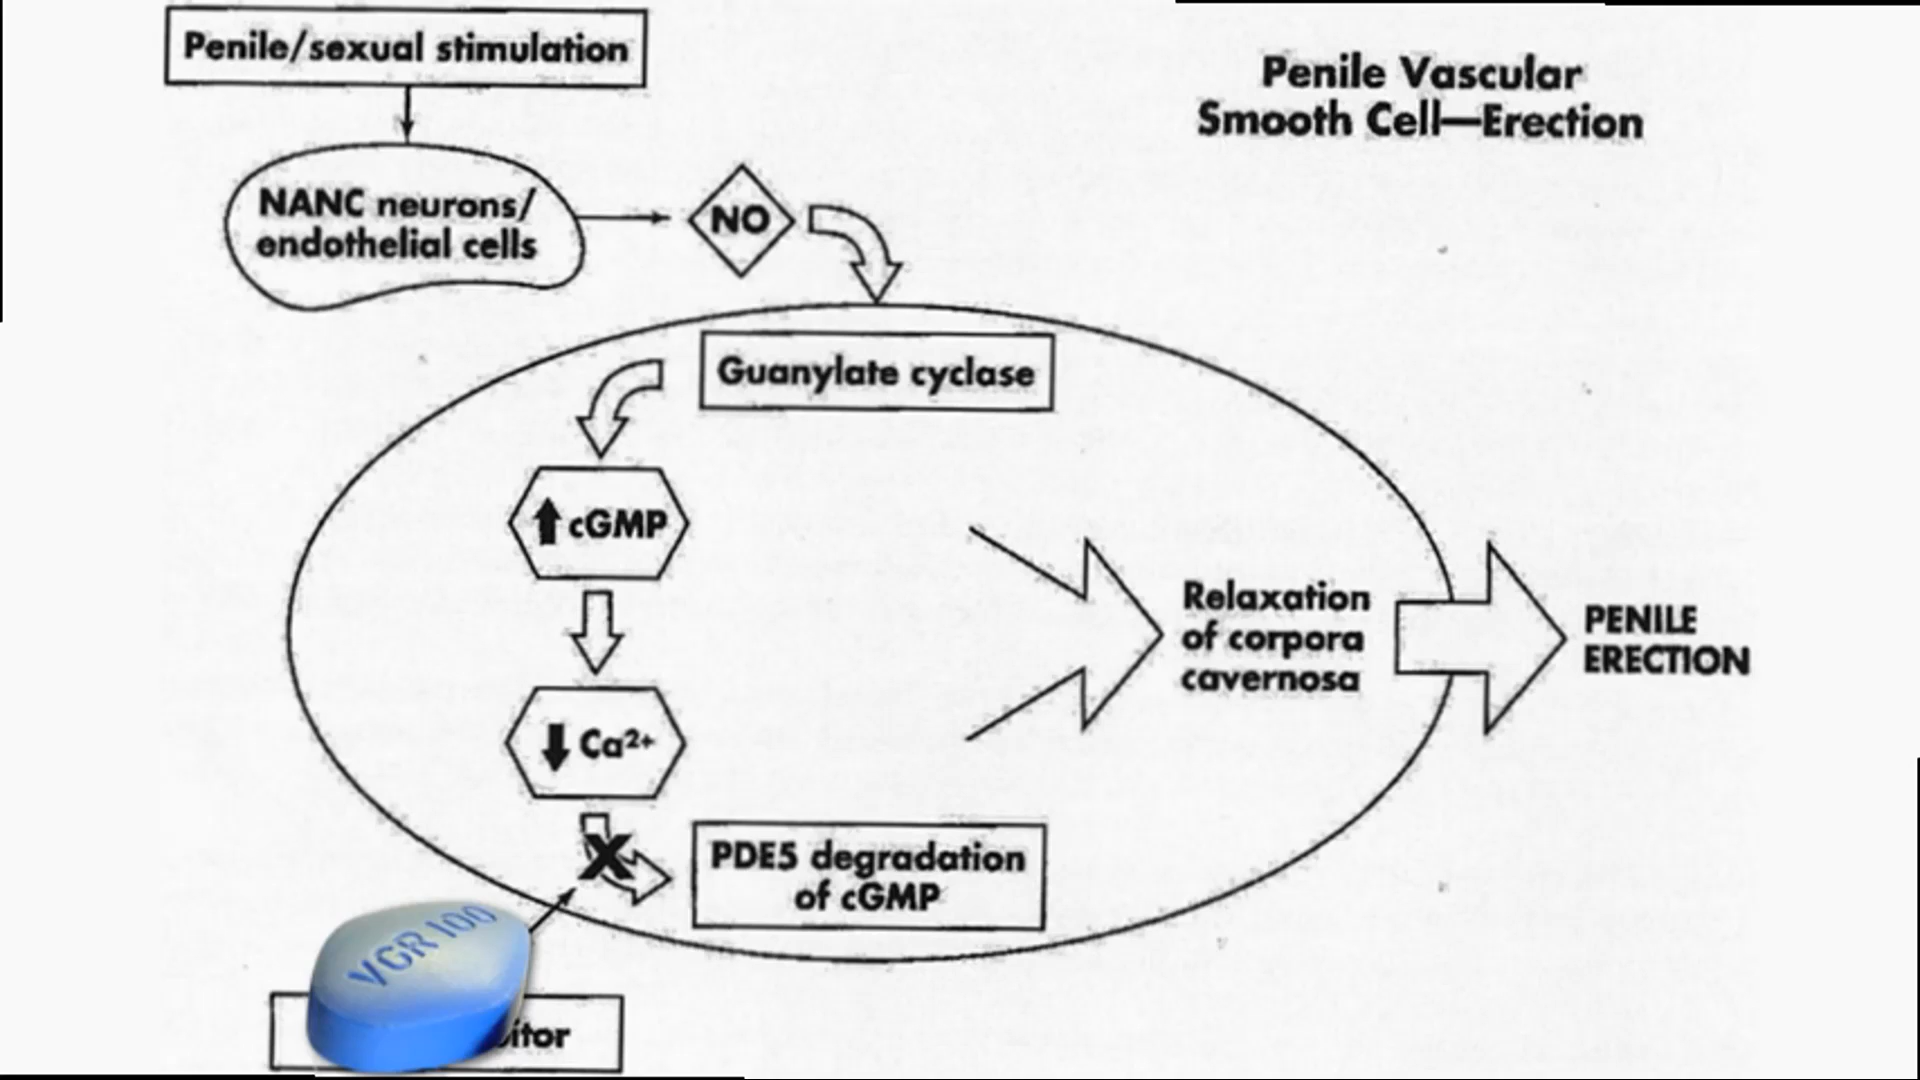 Penile/sexual stimulation
Penile Vascular
Smooth Cell—Erection
NANC neurons/
endothelial cells
NO
Guanylate cyclase
cGMP
Relaxation
of corpora
cavernosa
PENILE
ERECTION
Ca²⁺
X
PDE5 degradation
of cGMP
VGR 100